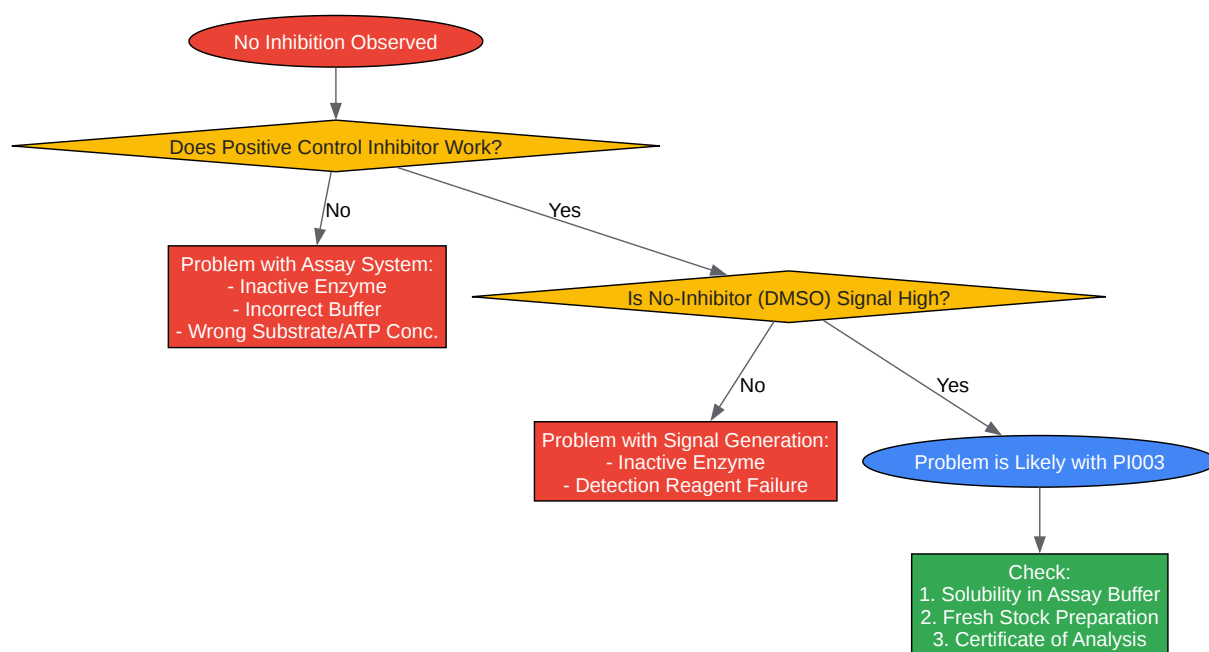 No Inhibition Observed
Does Positive Control Inhibitor Work?
No
Yes
Problem with Assay System:
- Inactive Enzyme
- Incorrect Buffer
- Wrong Substrate/ATP Conc.
Is No-Inhibitor (DMSO) Signal High?
No
Yes
Problem with Signal Generation:
- Inactive Enzyme
- Detection Reagent Failure
Problem is Likely with PI003
Check:
1. Solubility in Assay Buffer
2. Fresh Stock Preparation
3. Certificate of Analysis